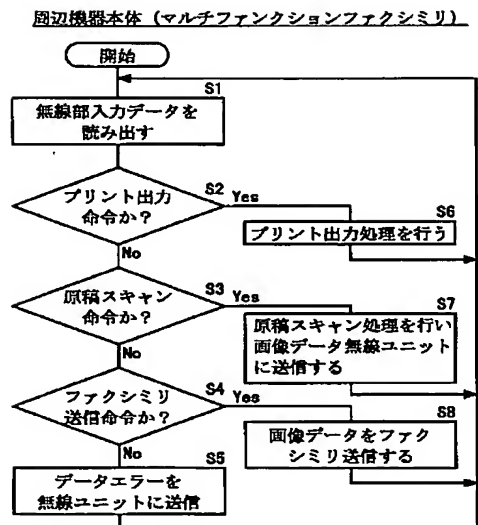 周辺機器本体（マルチファンクションファクシミリ）
開始
S1
無線部入力データを
読み出す
S2
プリント出力
命令か？
Yes
S6
プリント出力処理を行う
No
S3
原稿スキャン
命令か？
Yes
S7
原稿スキャン処理を行い
画像データ無線ユニット
に送信する
No
S4
ファクシミリ
送信命令か？
Yes
S8
画像データをファク
シミリ送信する
No
S5
データエラーを
無線ユニットに送信